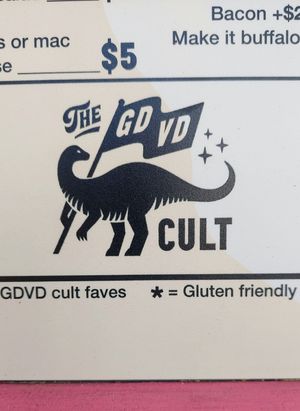 Bacon +$2
s or mac
Make it buffalo
se $5
THE GD VD
CULT
GDVD cult faves * = Gluten friendly